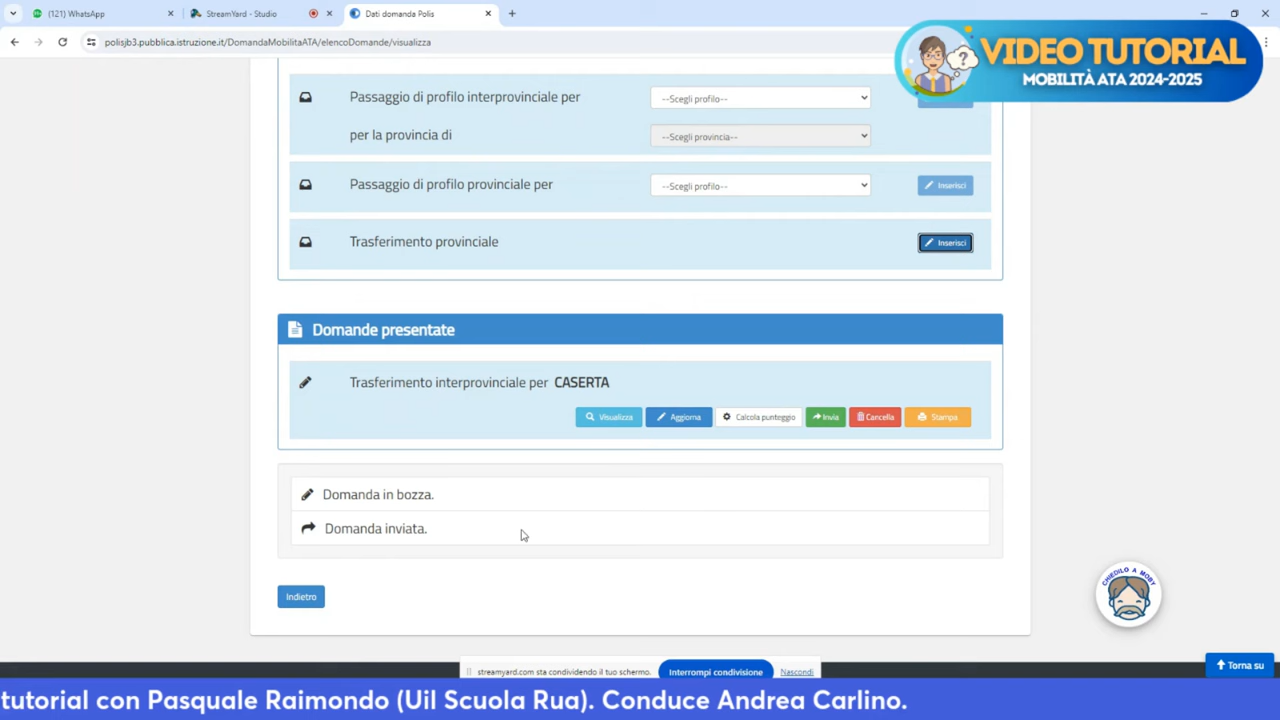 (121) WhatsApp
StreamYard - Studio
Dati domanda Polis
polisjb3.pubblica.istruzione.it/DomandaMobilitaATA/elencoDomande/visualizza
VIDEO TUTORIAL
MOBILITÀ ATA 2024-2025
Passaggio di profilo interprovinciale per
--Scegli profilo--
per la provincia di
--Scegli provincia--
Passaggio di profilo provinciale per
--Scegli profilo--
Inserisci
Trasferimento provinciale
Inserisci
Domande presentate
Trasferimento interprovinciale per CASERTA
Visualizza
Aggiorna
Calcola punteggio
Invia
Cancella
Stampa
Domanda in bozza.
Domanda inviata.
CHIEDILO A MOBY
Indietro
Torna su
streamyard.com sta condividendo il tuo schermo.
Interrompi condivisione
Nascondi
tutorial con Pasquale Raimondo (Uil Scuola Rua). Conduce Andrea Carlino.